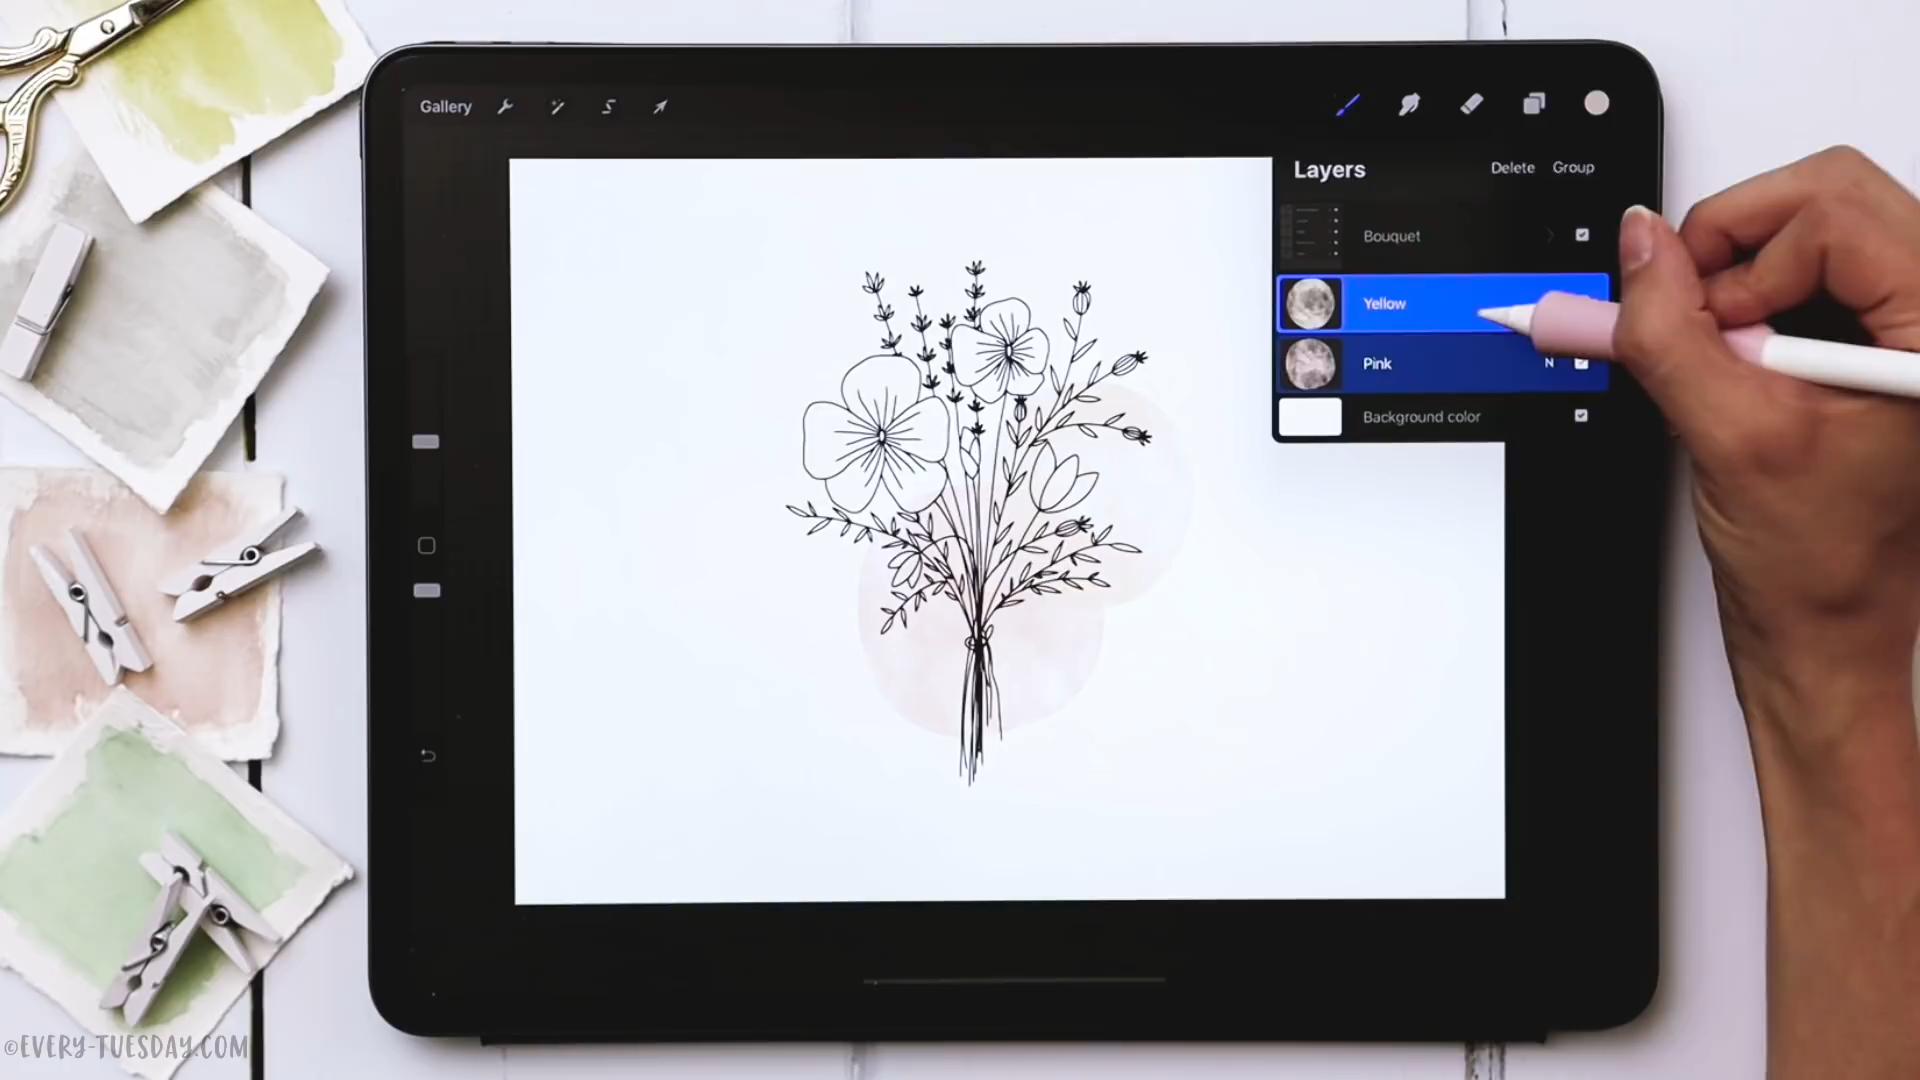 Gallery
Layers
Delete Group
Bouquet
Yellow
Pink N
Background color
©EVERY-TUESDAY.COM